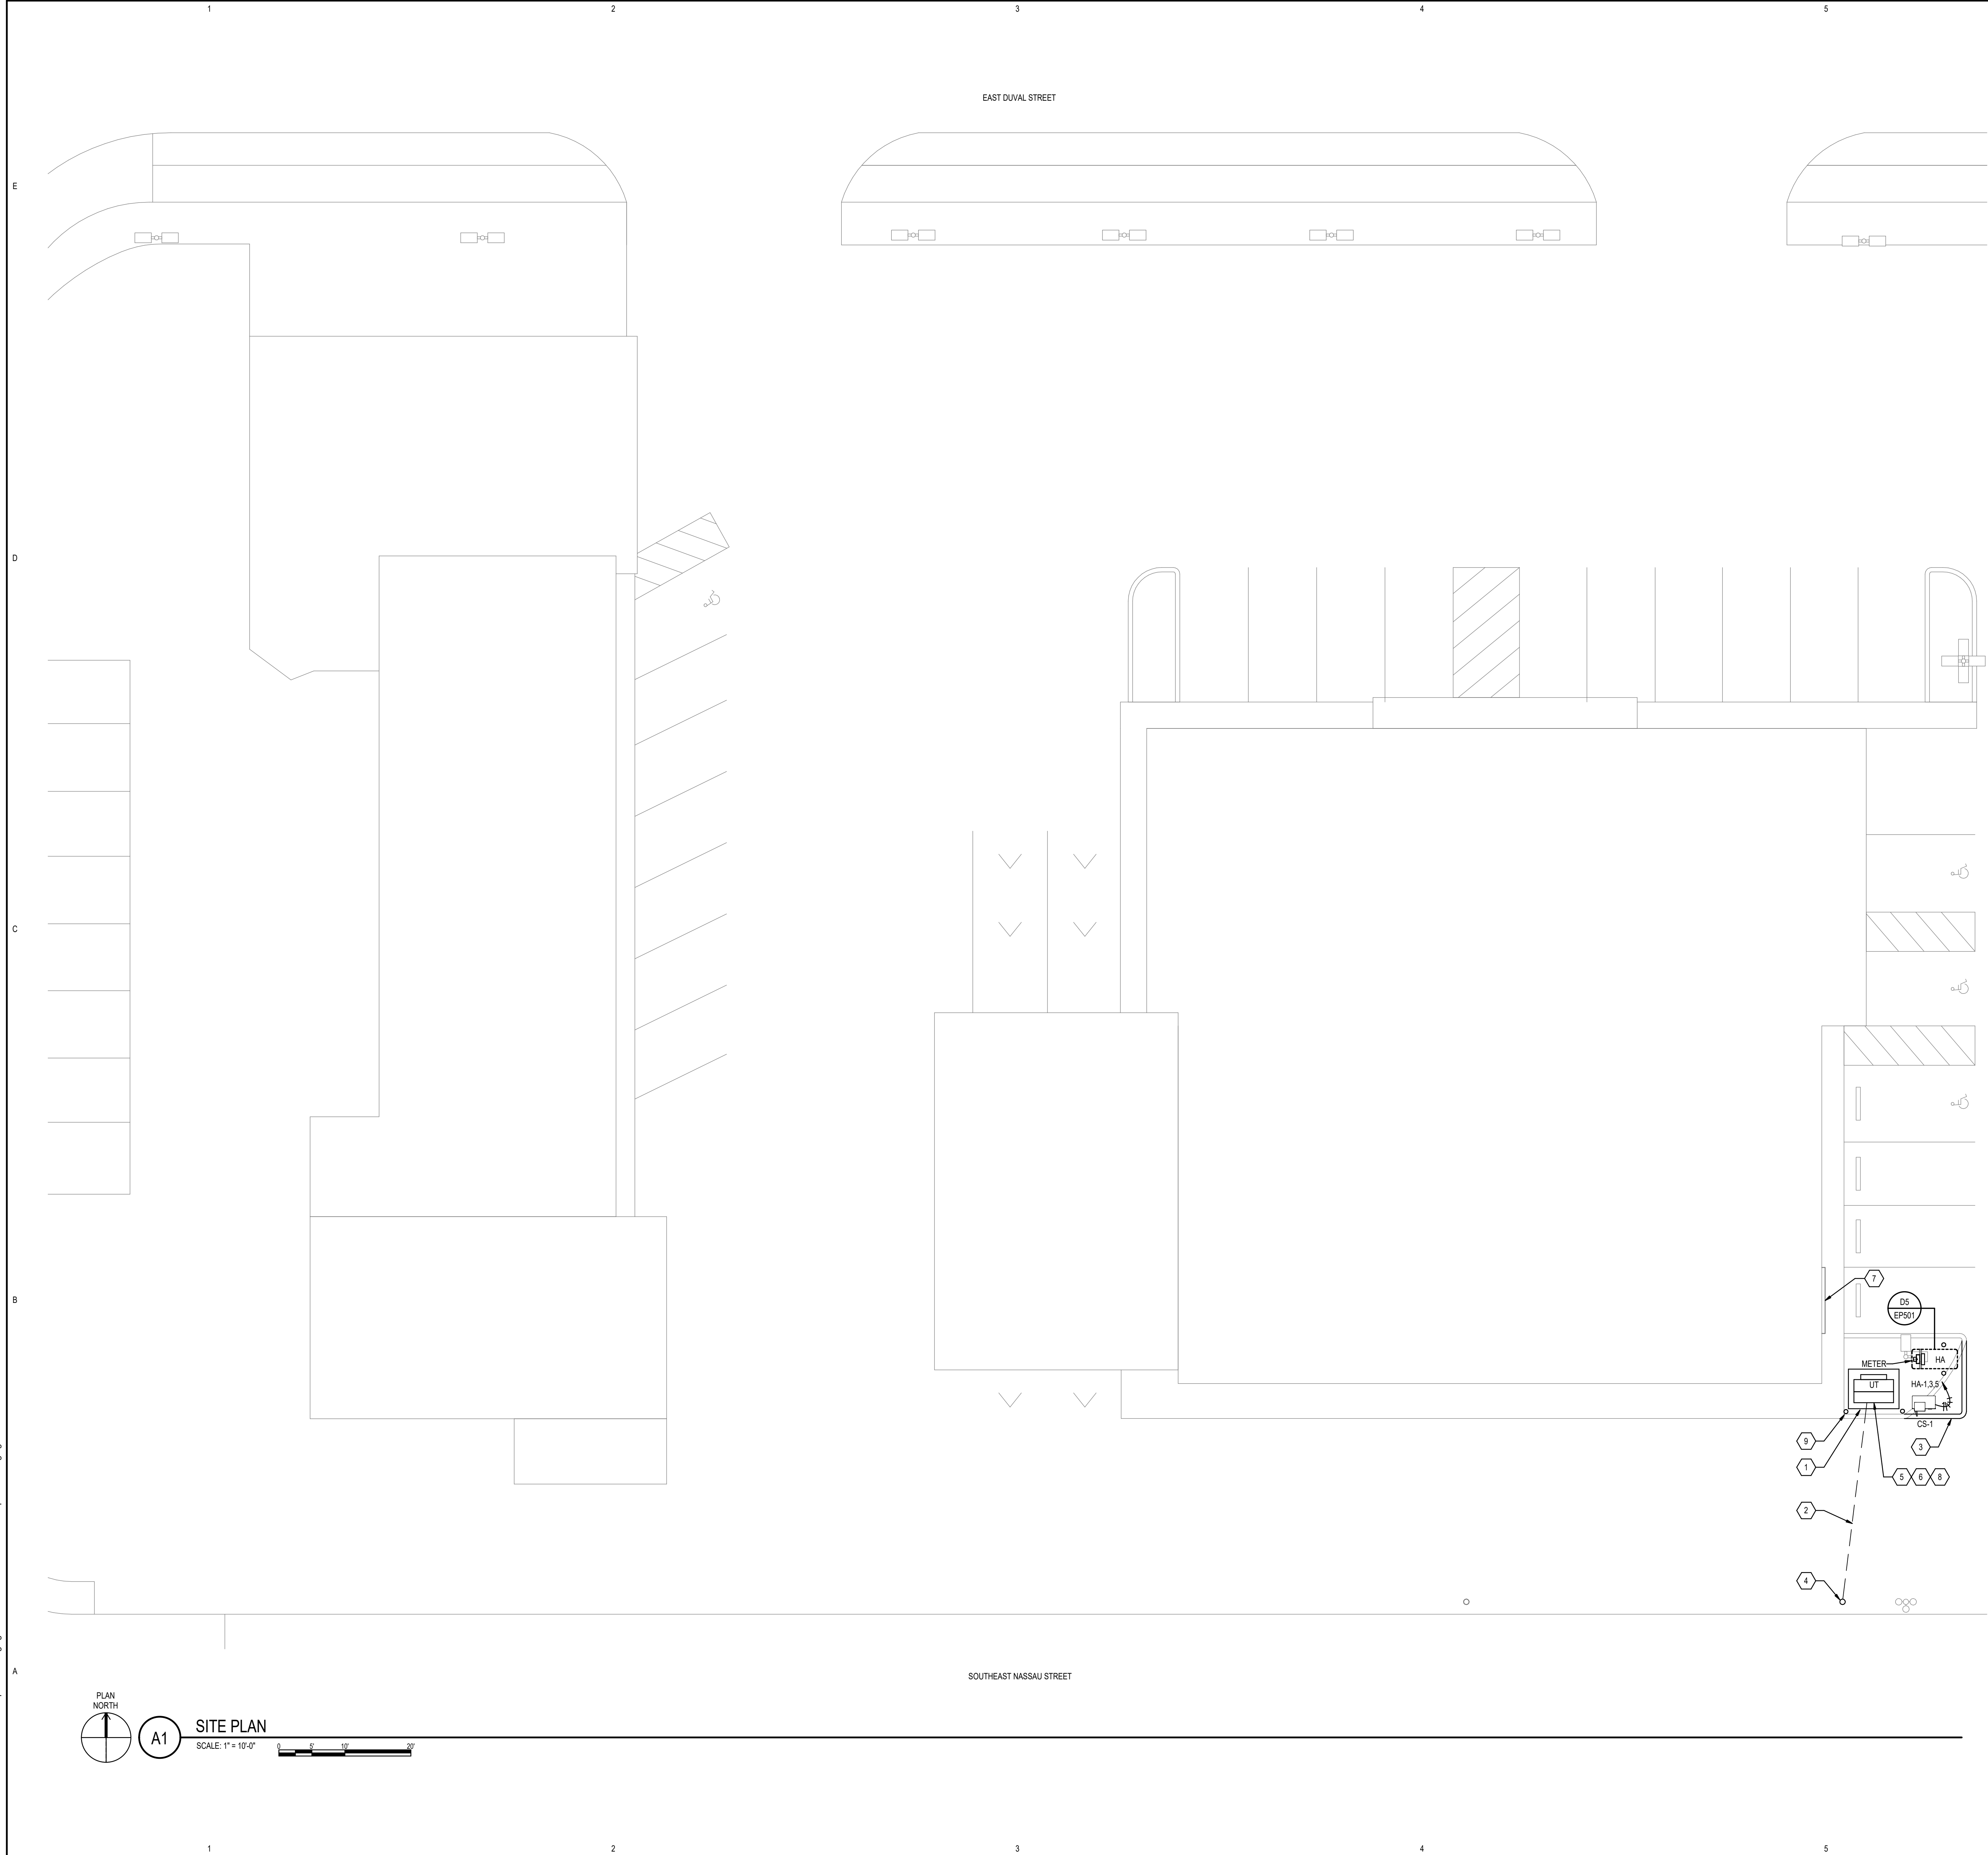 1 2 3 4 5
EAST DUVAL STREET
E
D
C
B
7
D5
EP501
METER
HA
UT
HA-1,3,5
CS-1
9
3
1
5 6 8
2
4
A
SOUTHEAST NASSAU STREET
PLAN
NORTH
A1
SITE PLAN
SCALE: 1" = 10'-0"
0 5' 10' 20'
1 2 3 4 5